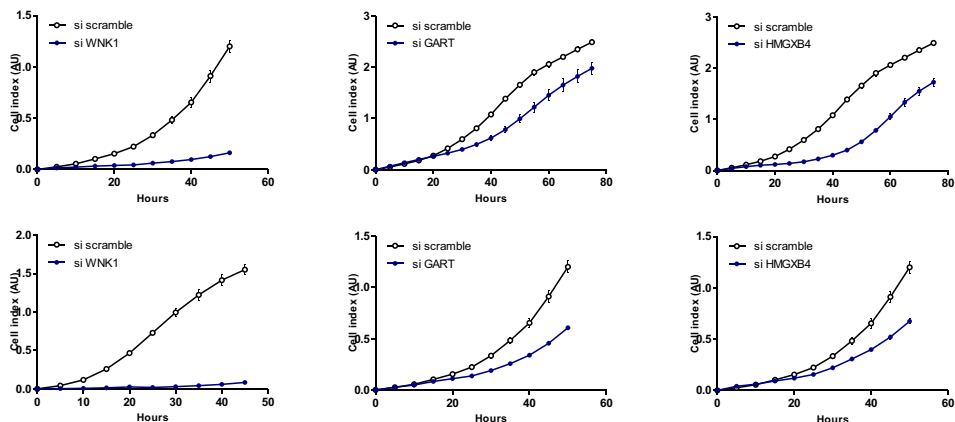 1.5
1.0
0.5
0.0
0 20 40 60
Cell index (AU)
Hours
si scramble
si WNK1
3
2
1
0
0 20 40 60 80
Cell index (AU)
Hours
si scramble
si GART
3
2
1
0
0 20 40 60 80
Cell index (AU)
Hours
si scramble
si HMGXB4
2.0
1.5
1.0
0.5
0.0
0 10 20 30 40 50
Cell index (AU)
Hours
si scramble
si WNK1
1.5
1.0
0.5
0.0
0 20 40 60
Cell index (AU)
Hours
si scramble
si GART
1.5
1.0
0.5
0.0
0 20 40 60
Cell index (AU)
Hours
si scramble
si HMGXB4